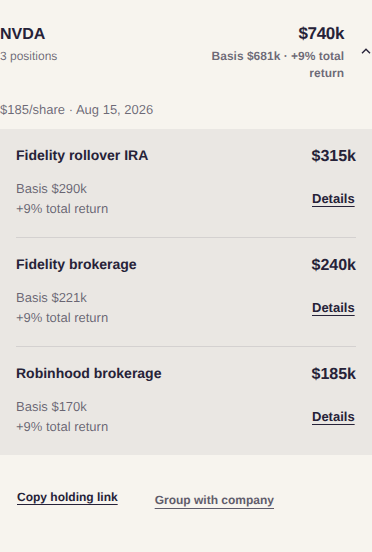 NVDA
$740k
3 positions
Basis $681k · +9% total
return
$185/share · Aug 15, 2026
Fidelity rollover IRA
$315k
Basis $290k
+9% total return
Details
Fidelity brokerage
$240k
Basis $221k
+9% total return
Details
Robinhood brokerage
$185k
Basis $170k
+9% total return
Details
Copy holding link
Group with company